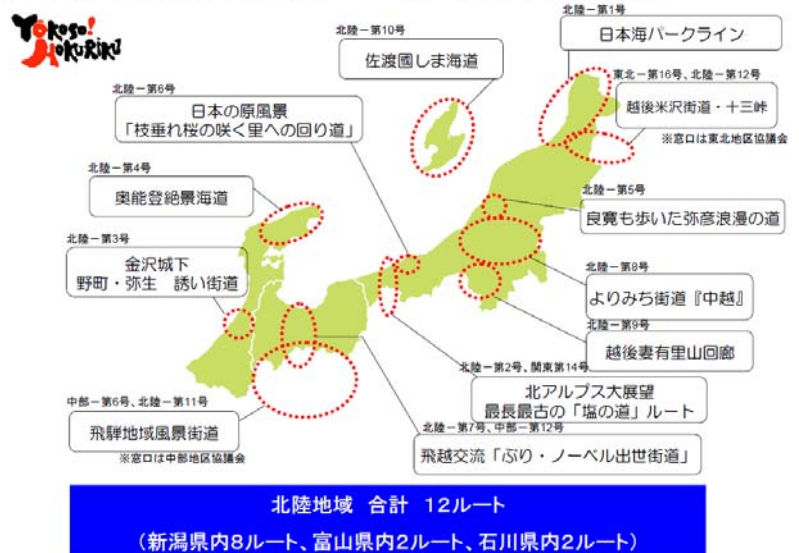 Yokoso!
Hokuriku
北陸－第10号
佐渡國しま海道
北陸－第1号
日本海パークライン
東北－第16号、北陸－第12号
越後米沢街道・十三峠
※窓口は東北地区協議会
北陸－第6号
日本の原風景
「枝垂れ桜の咲く里への回り道」
北陸－第4号
奥能登絶景海道
北陸－第5号
良寛も歩いた弥彦浪漫の道
北陸－第3号
金沢城下
野町・弥生 誘い街道
北陸－第8号
よりみち街道『中越』
北陸－第9号
越後妻有里山回廊
北陸－第2号、関東第14号
北アルプス大展望
最長最古の「塩の道」ルート
中部－第6号、北陸－第11号
飛騨地域風景街道
※窓口は中部地区協議会
北陸－第7号、中部－第12号
飛越交流「ぶり・ノーベル出世街道」
北陸地域 合計 12ルート
（新潟県内8ルート、富山県内2ルート、石川県内2ルート）